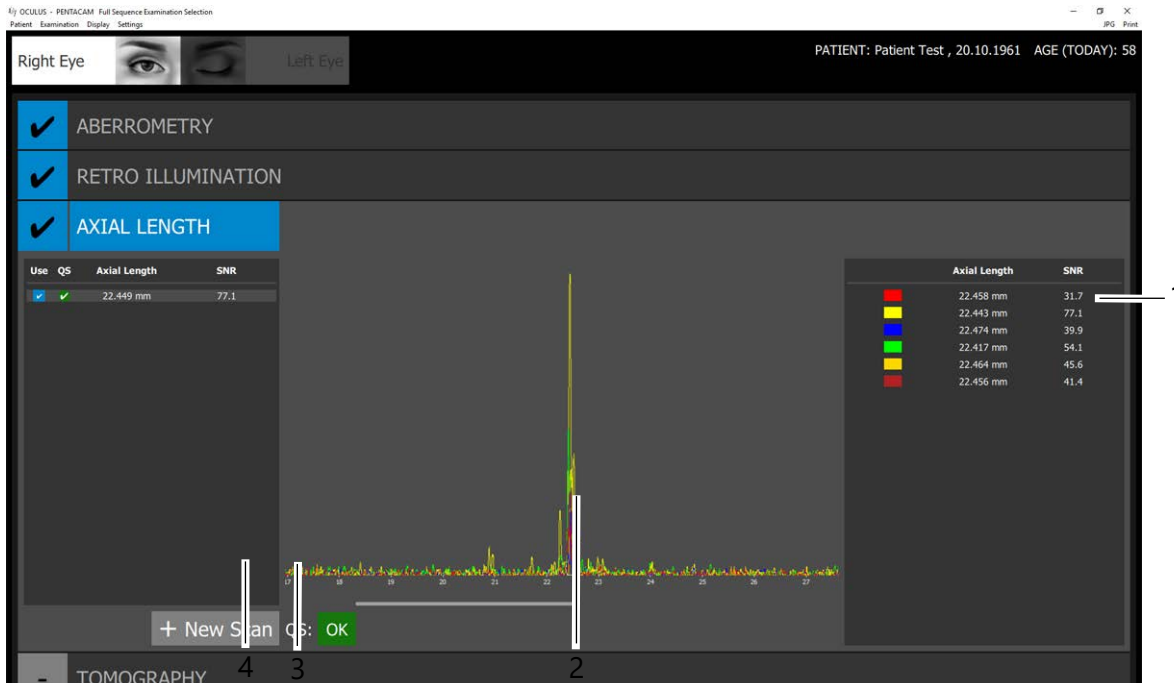 OCULUS - PENTACAM Full Sequence Examination Selection
Patient Examination Display Settings
JPG Print
Right Eye
Left Eye
PATIENT: Patient Test , 20.10.1961 AGE (TODAY): 58
ABERROMETRY
RETRO ILLUMINATION
AXIAL LENGTH
Use QS Axial Length SNR
22.449 mm 77.1
Axial Length SNR
22.458 mm 31.7
22.443 mm 77.1
22.474 mm 39.9
22.417 mm 54.1
22.464 mm 45.6
22.456 mm 41.4
1
17 18 19 20 21 22 23 24 25 26 27
+ New Scan QS: OK
4 3 2
- TOMOGRAPHY